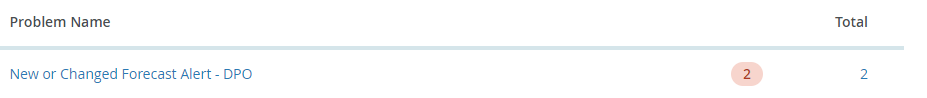 Problem Name Total
New or Changed Forecast Alert - DPO 2 2